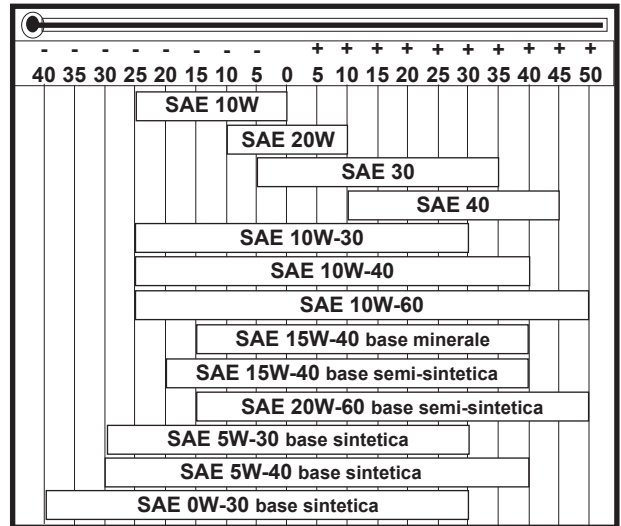 - - - - - - - - + + + + + + + + + +
40 35 30 25 20 15 10 5 0 5 10 15 20 25 30 35 40 45 50
SAE 10W
SAE 20W
SAE 30
SAE 40
SAE 10W-30
SAE 10W-40
SAE 10W-60
SAE 15W-40 base minerale
SAE 15W-40 base semi-sintetica
SAE 20W-60 base semi-sintetica
SAE 5W-30 base sintetica
SAE 5W-40 base sintetica
SAE 0W-30 base sintetica